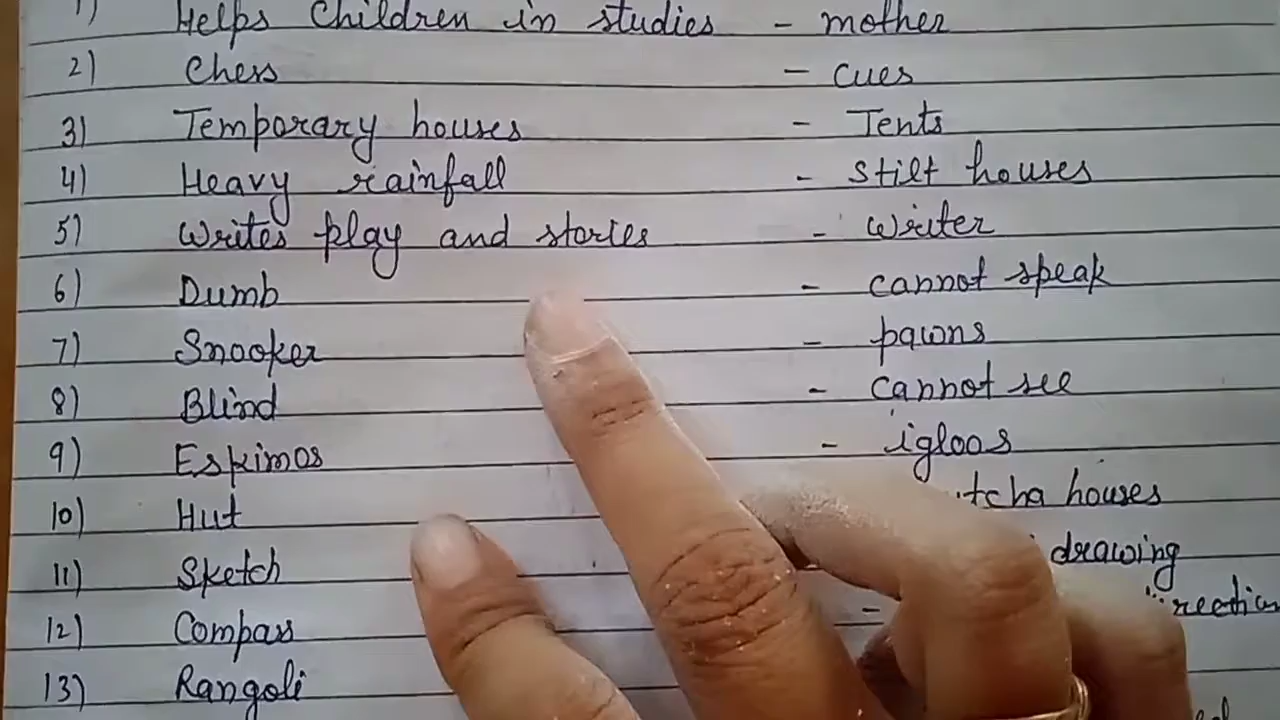 1) Helps Children in studies - mother
2) Chess - cues
3) Temporary houses - Tents
4) Heavy rainfall - stilt houses
5) Writes play and stories - writer
6) Dumb - cannot speak
7) Snooker - pawns
8) Blind - cannot see
9) Eskimos - igloos
10) Hut houses
11) Sketch drawing
12) Compass -
13) Rangoli